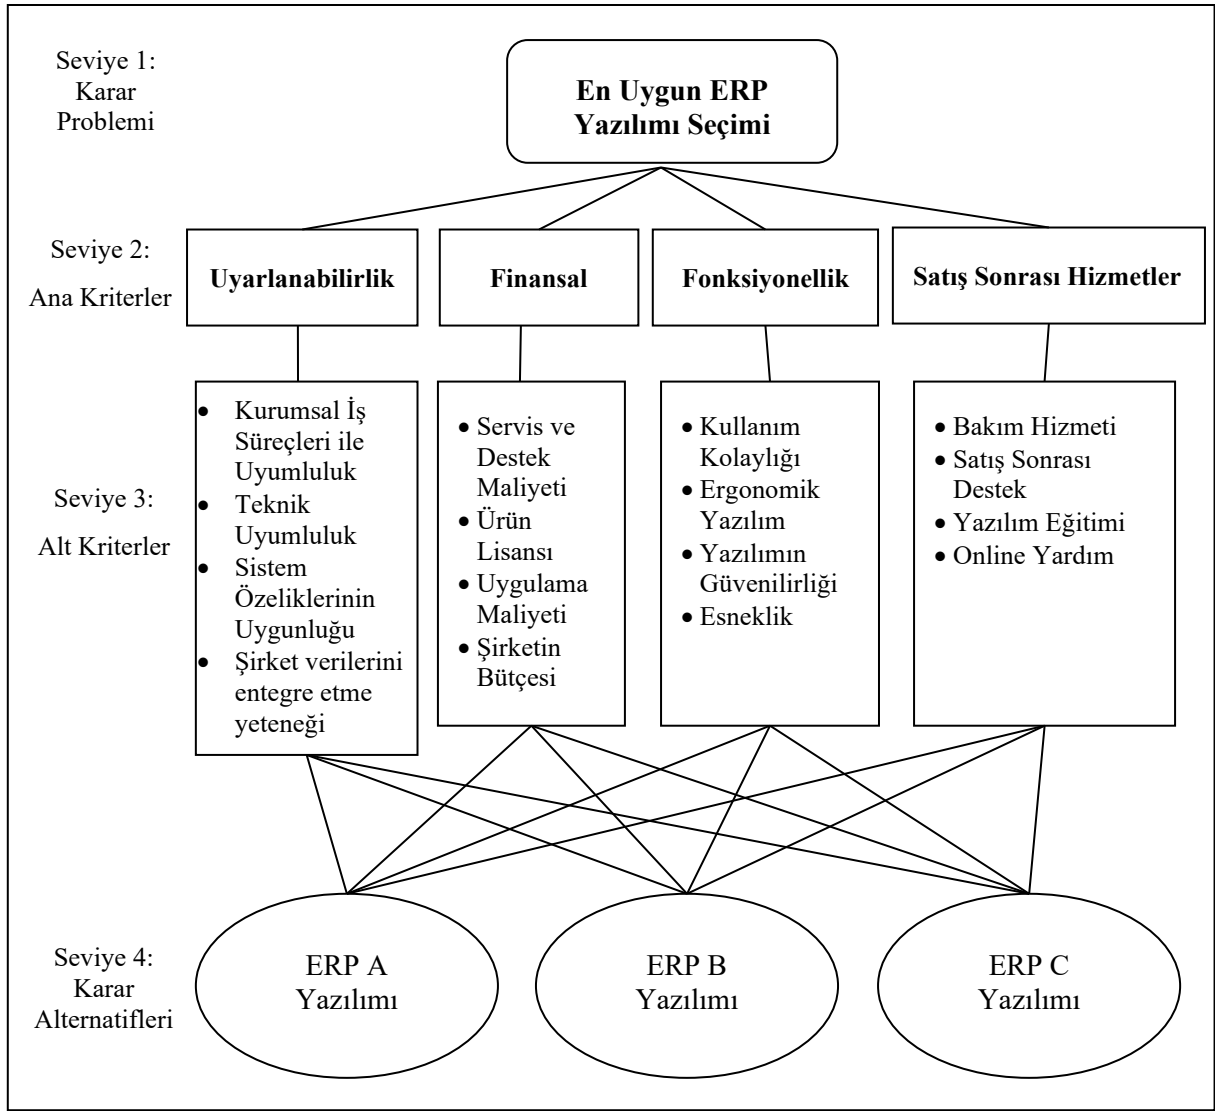 Seviye 1:
Karar
Problemi
En Uygun ERP
Yazılımı Seçimi
Seviye 2:
Ana Kriterler
Uyarlanabilirlik
Finansal
Fonksiyonellik
Satış Sonrası Hizmetler
Seviye 3:
Alt Kriterler
• Kurumsal İş
Süreçleri ile
Uyumluluk
• Teknik
Uyumluluk
• Sistem
Özeliklerinin
Uygunluğu
• Şirket verilerini
entegre etme
yeteneği
• Servis ve
Destek
Maliyeti
• Ürün
Lisansı
• Uygulama
Maliyeti
• Şirketin
Bütçesi
• Kullanım
Kolaylığı
• Ergonomik
Yazılım
• Yazılımın
Güvenilirliği
• Esneklik
• Bakım Hizmeti
• Satış Sonrası
Destek
• Yazılım Eğitimi
• Online Yardım
Seviye 4:
Karar
Alternatifleri
ERP A
Yazılımı
ERP B
Yazılımı
ERP C
Yazılımı